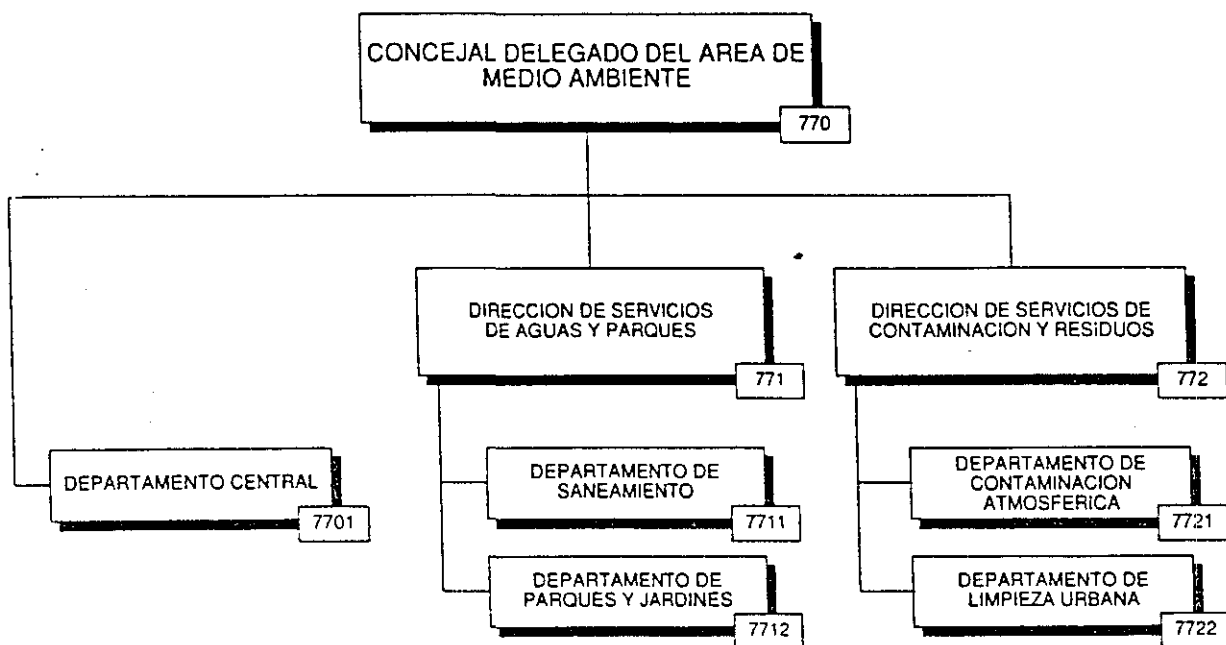 CONCEJAL DELEGADO DEL AREA DE
MEDIO AMBIENTE
770
DIRECCION DE SERVICIOS
DE AGUAS Y PARQUES
771
DIRECCION DE SERVICIOS DE
CONTAMINACION Y RESIDUOS
772
DEPARTAMENTO CENTRAL
7701
DEPARTAMENTO DE
SANEAMIENTO
7711
DEPARTAMENTO DE
CONTAMINACION
ATMOSFERICA
7721
DEPARTAMENTO DE
PARQUES Y JARDINES
7712
DEPARTAMENTO DE
LIMPIEZA URBANA
7722